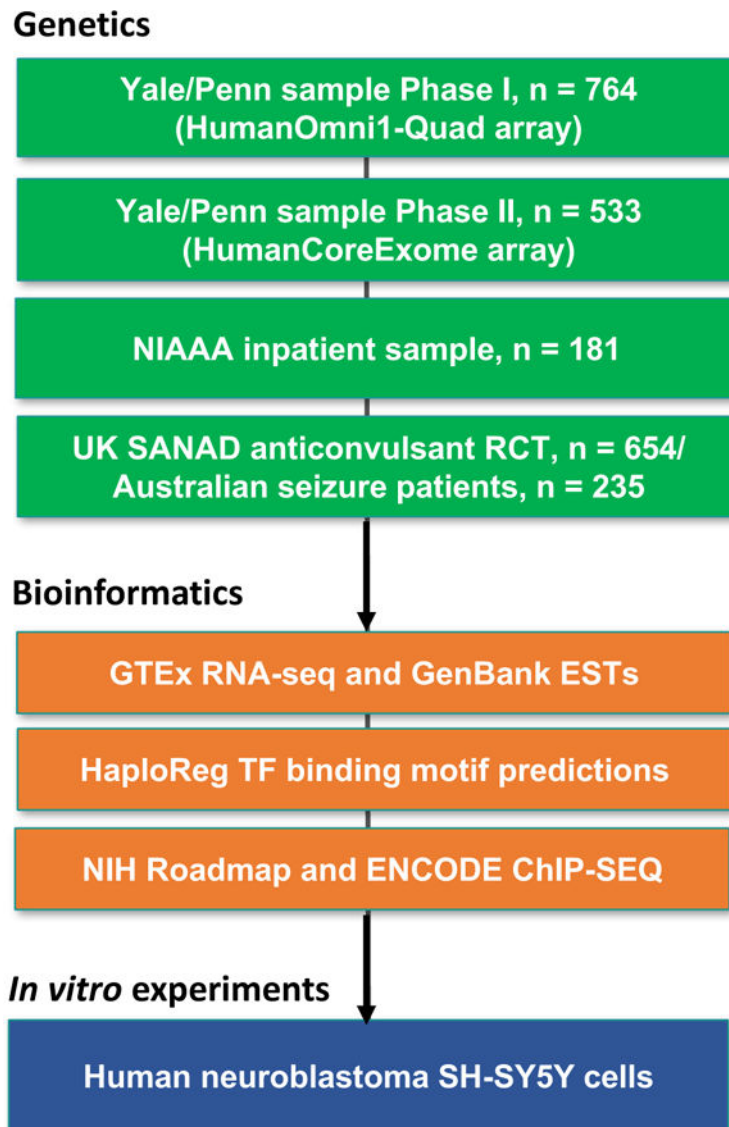 Genetics
Yale/Penn sample Phase I, n = 764
(HumanOmni1-Quad array)
Yale/Penn sample Phase II, n = 533
(HumanCoreExome array)
NIAAA inpatient sample, n = 181
UK SANAD anticonvulsant RCT, n = 654/
Australian seizure patients, n = 235
Bioinformatics
GTEx RNA-seq and GenBank ESTs
HaploReg TF binding motif predictions
NIH Roadmap and ENCODE ChIP-SEQ
In vitro experiments
Human neuroblastoma SH-SY5Y cells